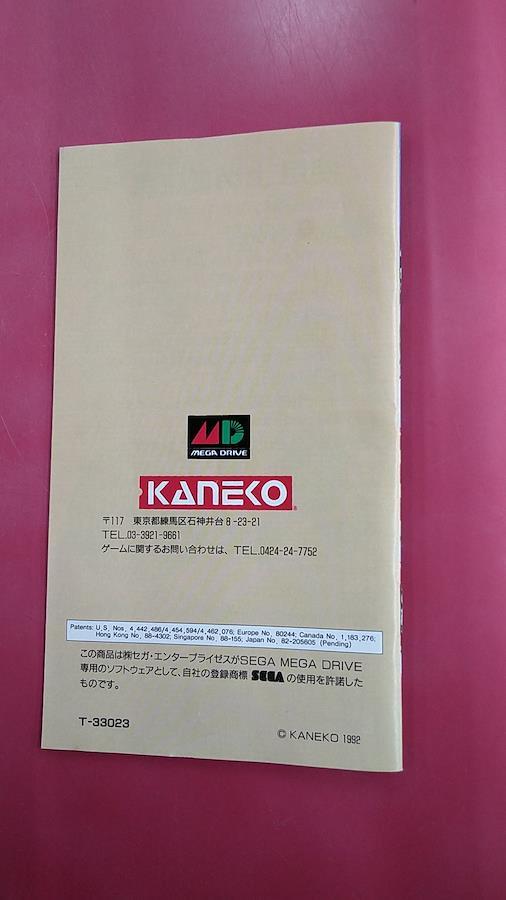 MD
MEGA DRIVE
KANEKO
〒117 東京都練馬区石神井台8-23-21
TEL.03-3921-9661
ゲームに関するお問い合わせは、TEL.0424-24-7752
Patents: U.S. Nos. 4,442,486/4,454,594/4,462,076; Europe No. 80244; Canada No. 1,183,276;
Hong Kong No. 88-4302; Singapore No. 88-155; Japan No. 82-205605 (Pending)
この商品は㈱セガ・エンタープライゼスがSEGA MEGA DRIVE
専用のソフトウェアとして、自社の登録商標 SEGA の使用を許諾した
ものです。
T-33023
© KANEKO 1992